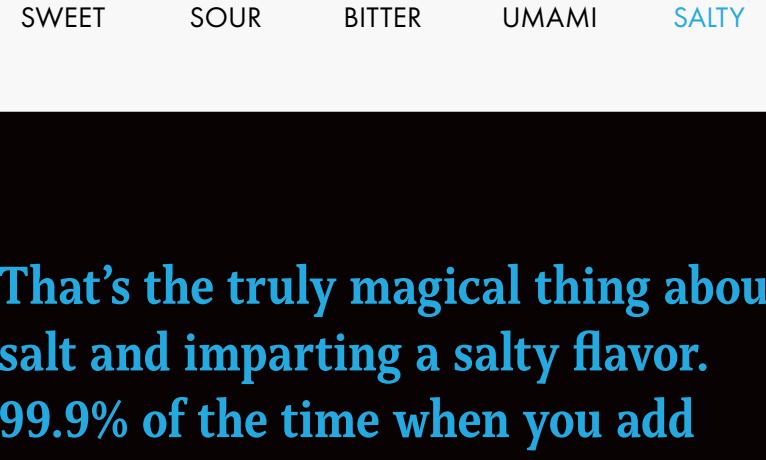 SWEET SOUR BITTER UMAMI SALTY
That’s the truly magical thing abou
salt and imparting a salty flavor.
99.9% of the time when you add